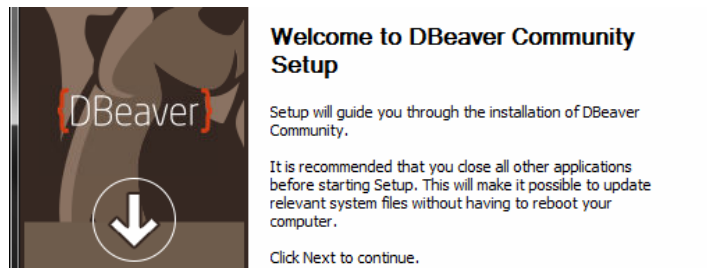 {DBeaver}
Welcome to DBeaver Community
Setup
Setup will guide you through the installation of DBeaver
Community.
It is recommended that you close all other applications
before starting Setup. This will make it possible to update
relevant system files without having to reboot your
computer.
Click Next to continue.